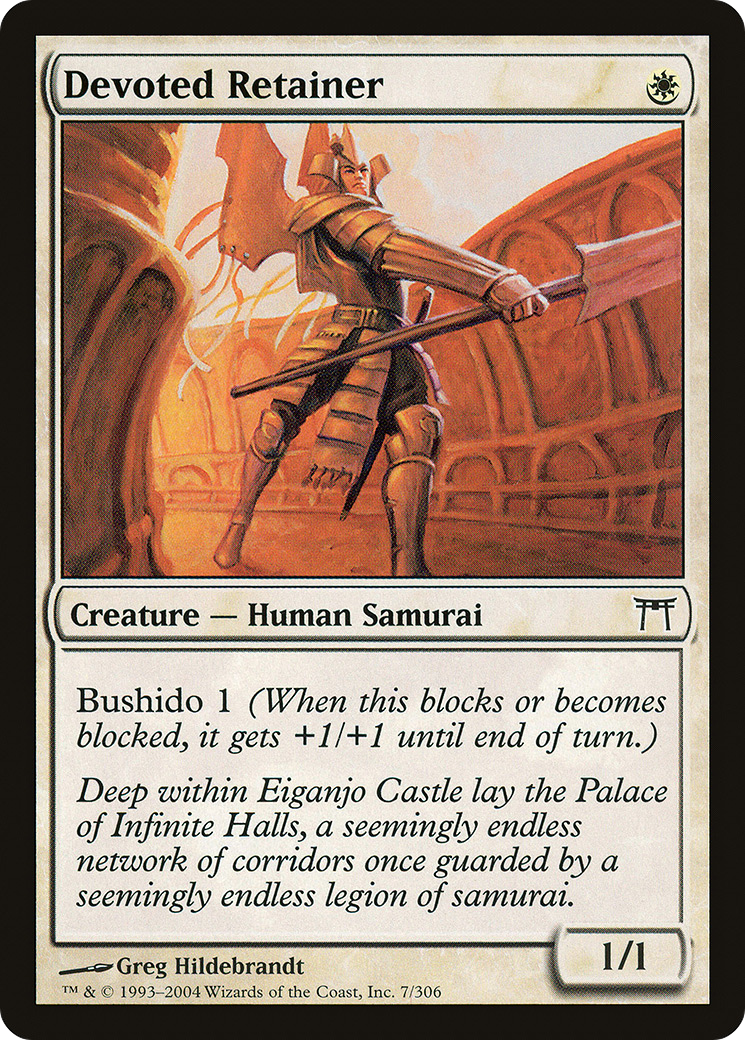 Devoted Retainer
Creature — Human Samurai
Bushido 1 (When this blocks or becomes
blocked, it gets +1/+1 until end of turn.)
Deep within Eiganjo Castle lay the Palace
of Infinite Halls, a seemingly endless
network of corridors once guarded by a
seemingly endless legion of samurai.
1/1
Greg Hildebrandt
™ & © 1993–2004 Wizards of the Coast, Inc. 7/306